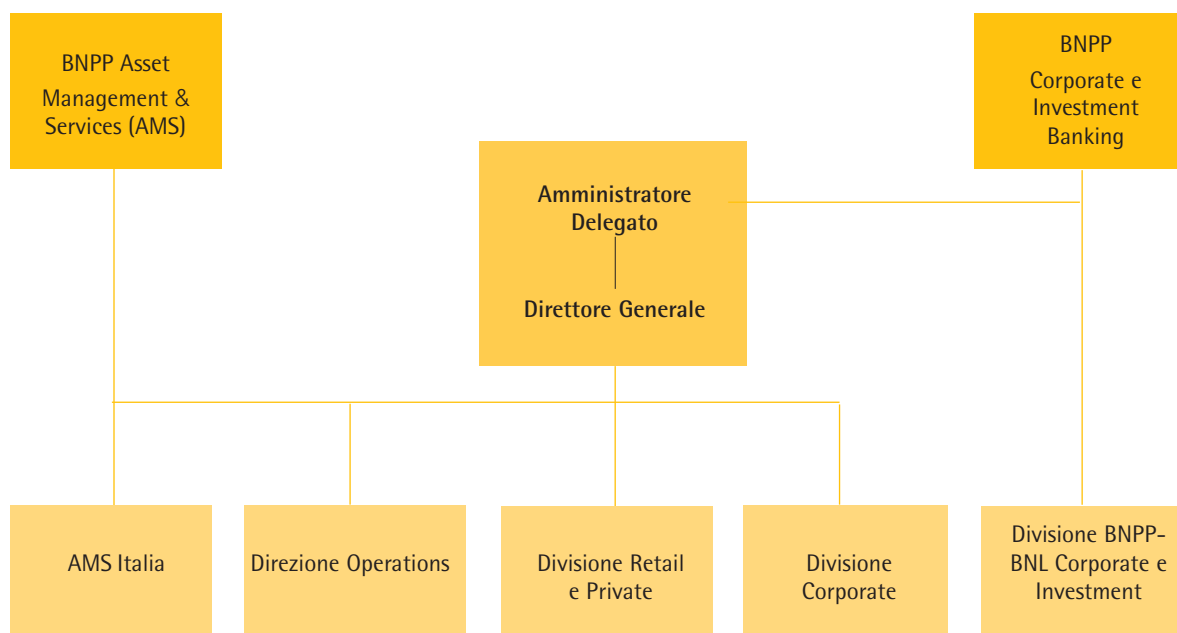 BNPP Asset
Management &
Services (AMS)
BNPP
Corporate e
Investment
Banking
Amministratore
Delegato
Direttore Generale
AMS Italia
Direzione Operations
Divisione Retail
e Private
Divisione
Corporate
Divisione BNPP-
BNL Corporate e
Investment